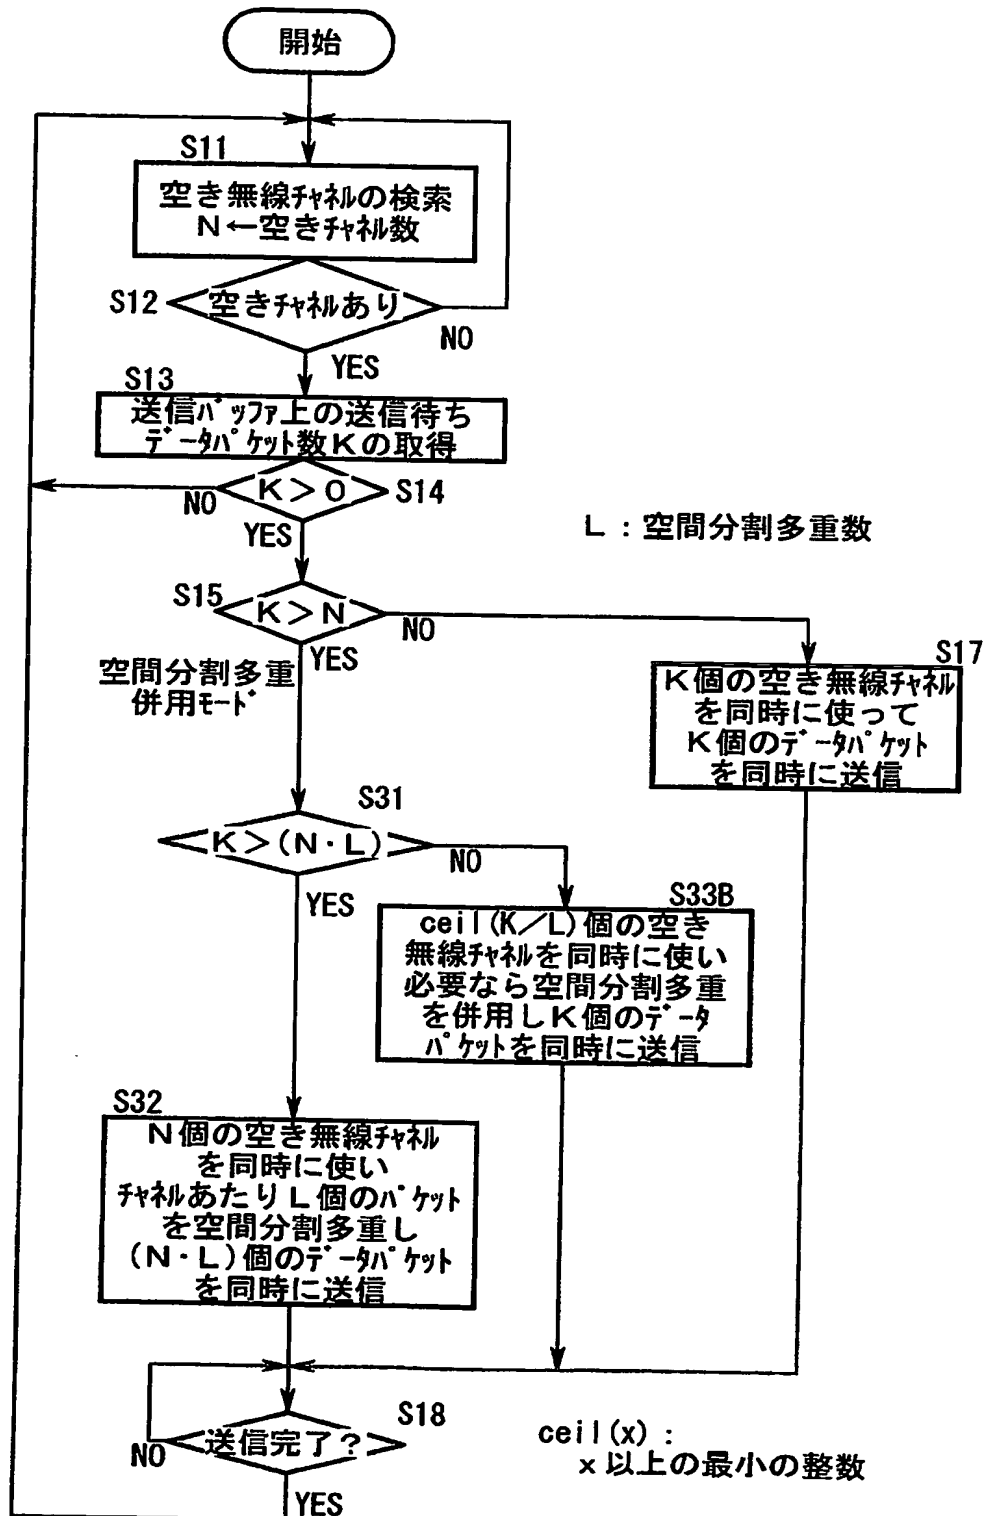 開始
S11
空き無線ﾁｬﾈﾙの検索
N←空きﾁｬﾈﾙ数
S12
空きﾁｬﾈﾙあり
NO
YES
S13
送信ﾊﾞｯﾌｧ上の送信待ち
ﾃﾞｰﾀﾊﾟｹｯﾄ数Kの取得
K>0
S14
NO
YES
L:空間分割多重数
S15
K>N
NO
YES
空間分割多重
併用ﾓｰﾄﾞ
S17
K個の空き無線ﾁｬﾈﾙ
を同時に使って
K個のﾃﾞｰﾀﾊﾟｹｯﾄ
を同時に送信
S31
K>(N・L)
NO
YES
S33B
ceil(K/L)個の空き
無線ﾁｬﾈﾙを同時に使い
必要なら空間分割多重
を併用しK個のﾃﾞｰﾀ
ﾊﾟｹｯﾄを同時に送信
S32
N個の空き無線ﾁｬﾈﾙ
を同時に使い
ﾁｬﾈﾙあたりL個のﾊﾟｹｯﾄ
を空間分割多重し
(N・L)個のﾃﾞｰﾀﾊﾟｹｯﾄ
を同時に送信
S18
送信完了?
NO
YES
ceil(x):
x以上の最小の整数